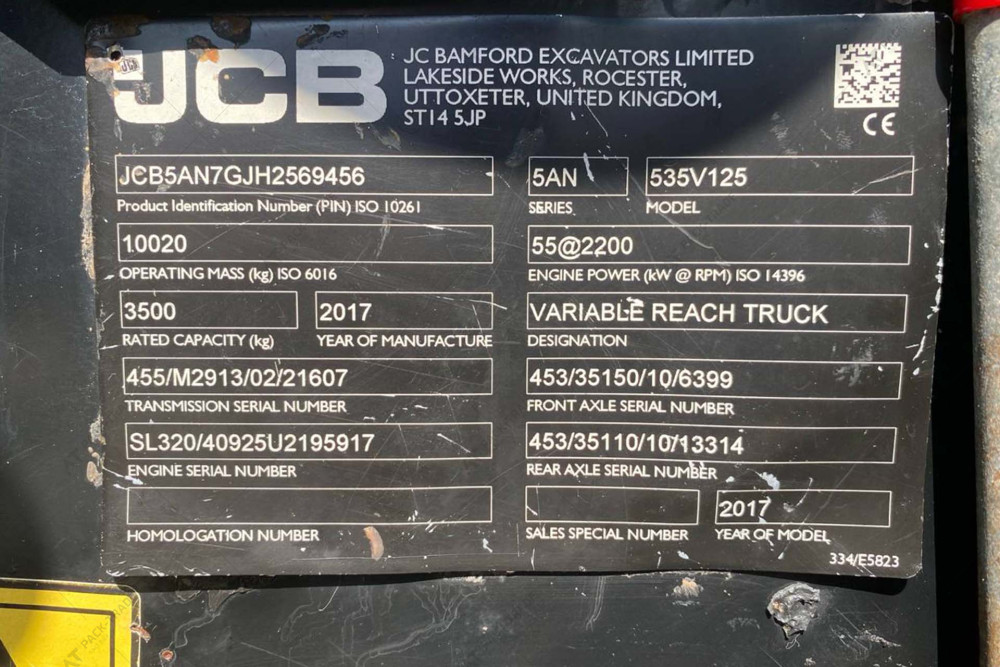 JCB
JC BAMFORD EXCAVATORS LIMITED
LAKESIDE WORKS, ROCESTER,
UTTOXETER, UNITED KINGDOM,
ST14 5JP
CE
JCB5AN7GJH2569456
Product Identification Number (PIN) ISO 10261
5AN
SERIES
535V125
MODEL
10020
OPERATING MASS (kg) ISO 6016
55@2200
ENGINE POWER (kW @ RPM) ISO 14396
3500
RATED CAPACITY (kg)
2017
YEAR OF MANUFACTURE
VARIABLE REACH TRUCK
DESIGNATION
455/M2913/02/21607
TRANSMISSION SERIAL NUMBER
453/35150/10/6399
FRONT AXLE SERIAL NUMBER
SL320/40925U2195917
ENGINE SERIAL NUMBER
453/35110/10/13314
REAR AXLE SERIAL NUMBER
HOMOLOGATION NUMBER
SALES SPECIAL NUMBER
2017
YEAR OF MODEL
334/E5823